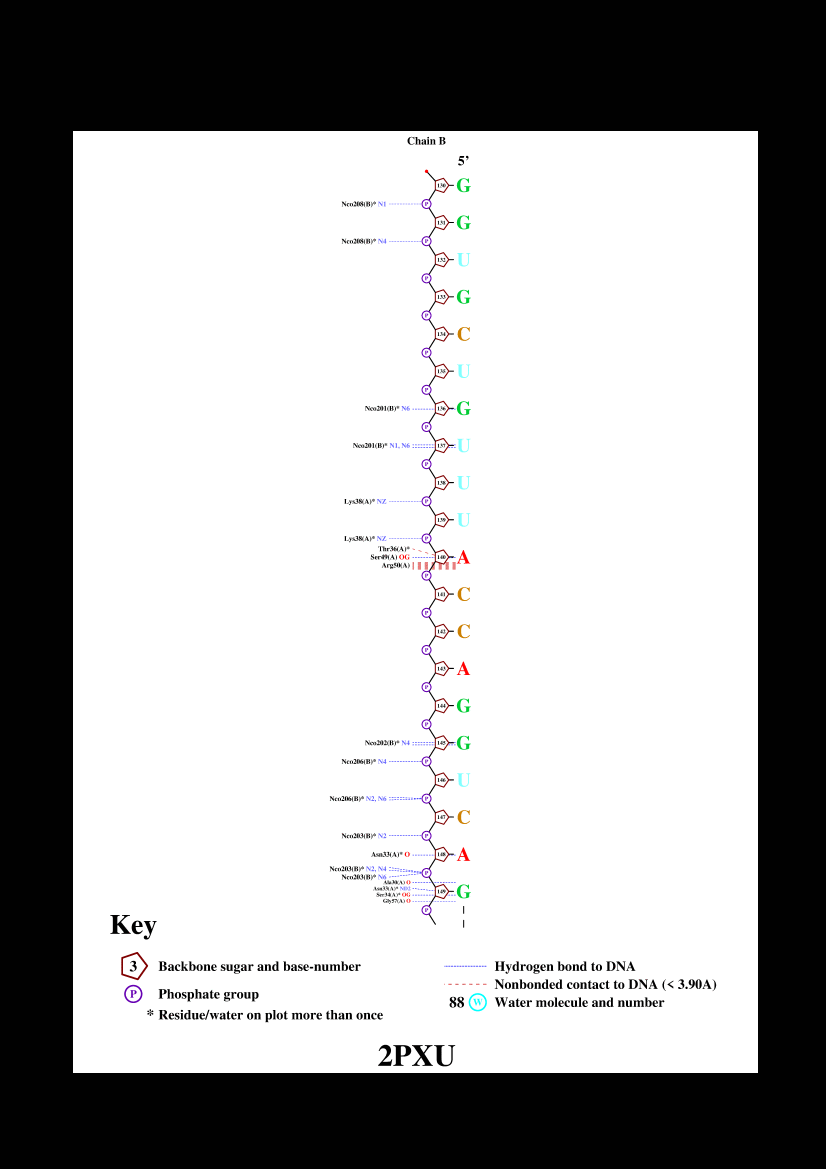 Chain B
5'
130 G
Nco208(B)* N1 P
131 G
Nco208(B)* N4 P
132 U
P
133 G
P
134 C
P
135 U
P
Nco201(B)* N6 136 G
P
Nco201(B)* N1, N6 137 U
P
138 U
Lys38(A)* NZ P
139 U
Lys38(A)* NZ P
Thr36(A)*
Ser49(A) OG 140 A
Arg50(A)
P
141 C
P
142 C
P
143 A
P
144 G
P
Nco202(B)* N4 145 G
Nco206(B)* N4 P
146 U
Nco206(B)* N2, N6 P
147 C
Nco203(B)* N2 P
Asn33(A)* O 148 A
Nco203(B)* N2, N4 P
Nco203(B)* N6
Ala30(A) O
Asn33(A)* ND2 149 G
Ser34(A)* OG
Gly57(A) O
P
Key
3 Backbone sugar and base-number
P Phosphate group
* Residue/water on plot more than once
Hydrogen bond to DNA
Nonbonded contact to DNA (< 3.90A)
88 W Water molecule and number
2PXU